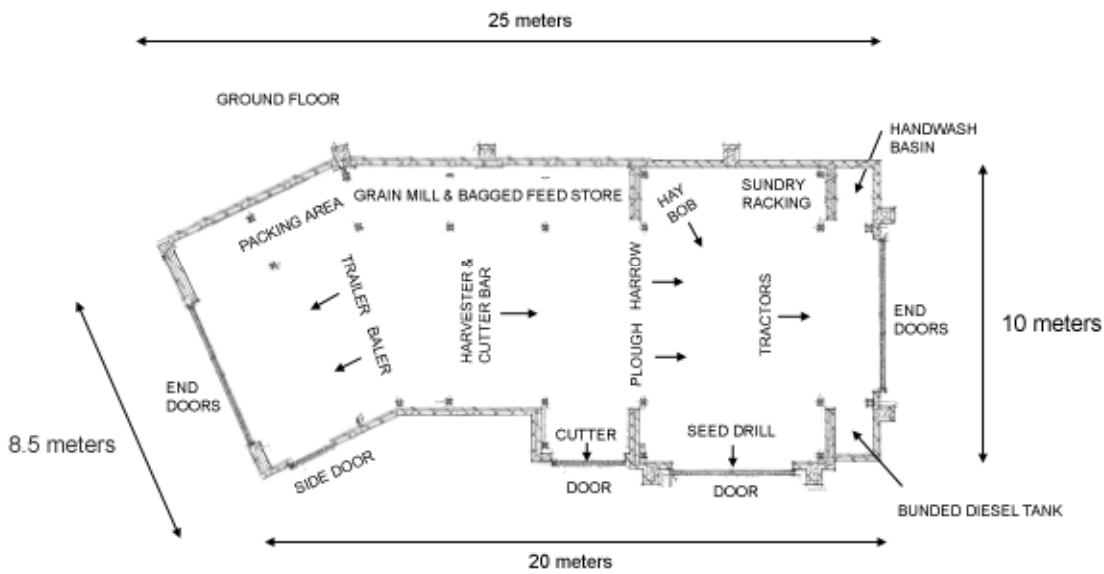 25 meters
GROUND FLOOR
HANDWASH
BASIN
GRAIN MILL & BAGGED FEED STORE
SUNDRY
RACKING
PACKING AREA
HAY
BOB
TRAILER
BALER
HARVESTER &
CUTTER BAR
PLOUGH
HARROW
TRACTORS
END
DOORS
10 meters
END
DOORS
8.5 meters
SIDE DOOR
CUTTER
DOOR
SEED DRILL
DOOR
BUNDED DIESEL TANK
20 meters